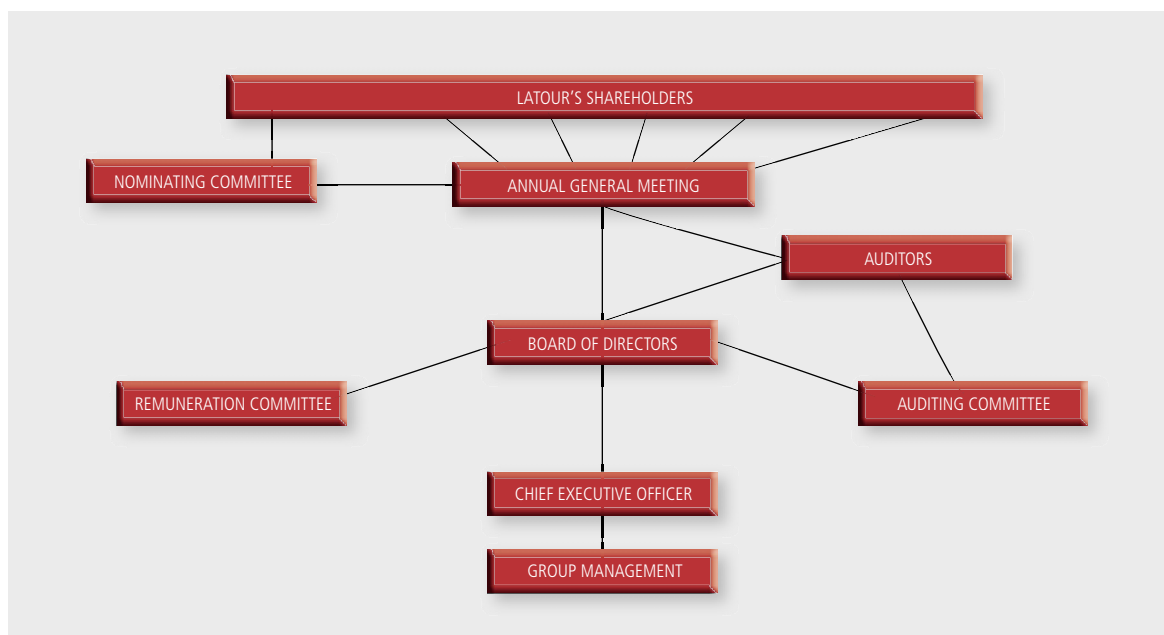 LATOUR'S SHAREHOLDERS
NOMINATING COMMITTEE
ANNUAL GENERAL MEETING
AUDITORS
BOARD OF DIRECTORS
REMUNERATION COMMITTEE
AUDITING COMMITTEE
CHIEF EXECUTIVE OFFICER
GROUP MANAGEMENT